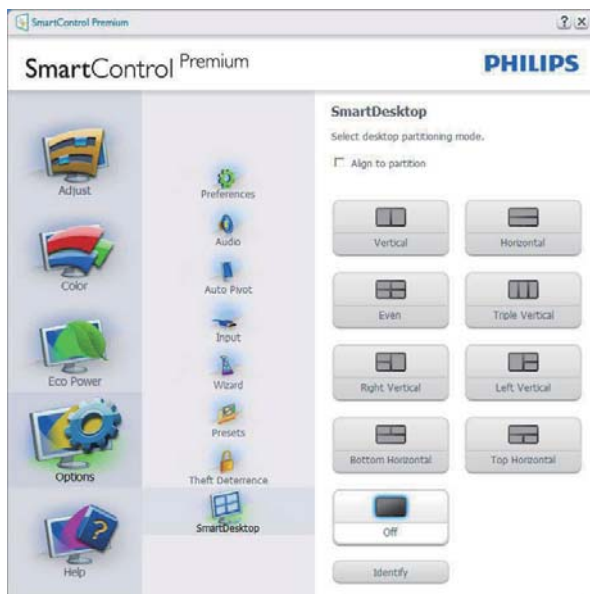 SmartControl Premium
SmartControl Premium
PHILIPS
Adjust
Color
Eco Power
Options
Help
Preferences
Audio
Auto Pivot
Input
Wizard
Presets
Theft Deterrence
SmartDesktop
SmartDesktop
Select desktop partitioning mode.
Align to partition
Vertical
Horizontal
Even
Triple Vertical
Right Vertical
Left Vertical
Bottom Horizontal
Top Horizontal
Off
Identify